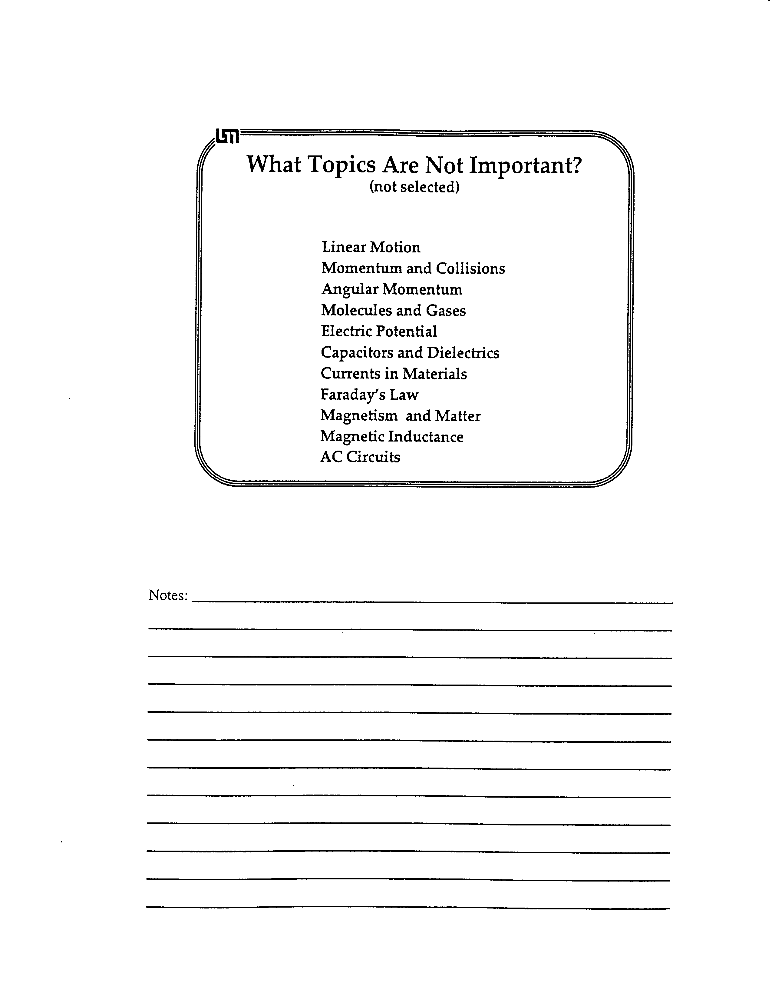 What Topics Are Not Important?
(not selected)
Linear Motion
Momentum and Collisions
Angular Momentum
Molecules and Gases
Electric Potential
Capacitors and Dielectrics
Currents in Materials
Faraday's Law
Magnetism and Matter
Magnetic Inductance
AC Circuits
Notes: